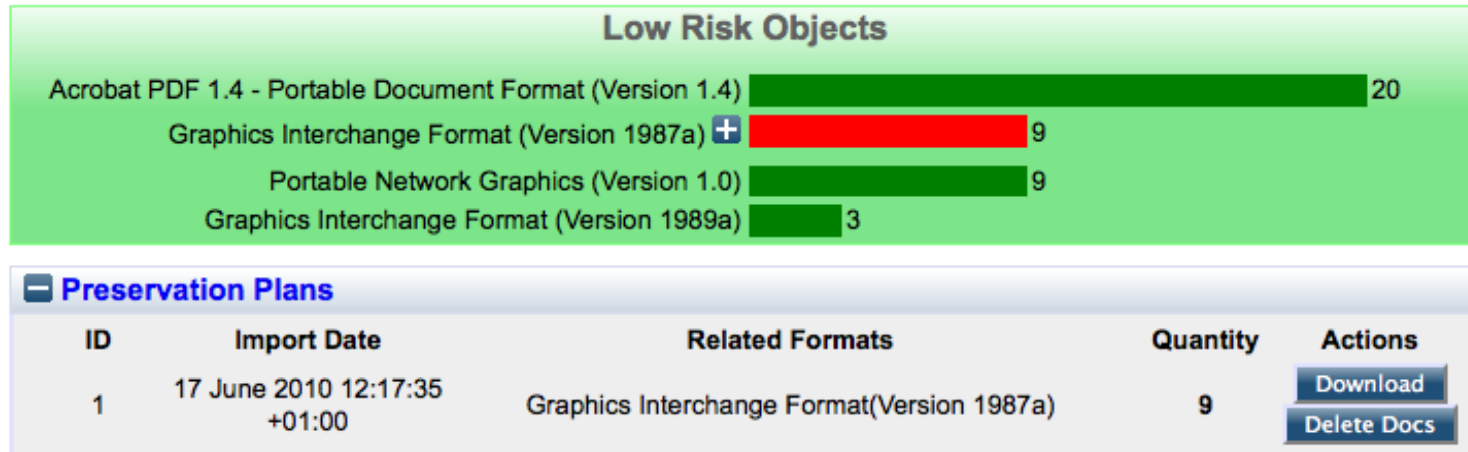 Low Risk Objects
Acrobat PDF 1.4 - Portable Document Format (Version 1.4) 20
Graphics Interchange Format (Version 1987a) 9
Portable Network Graphics (Version 1.0) 9
Graphics Interchange Format (Version 1989a) 3
Preservation Plans
ID Import Date Related Formats Quantity Actions
1 17 June 2010 12:17:35 +01:00 Graphics Interchange Format(Version 1987a) 9 Download
Delete Docs